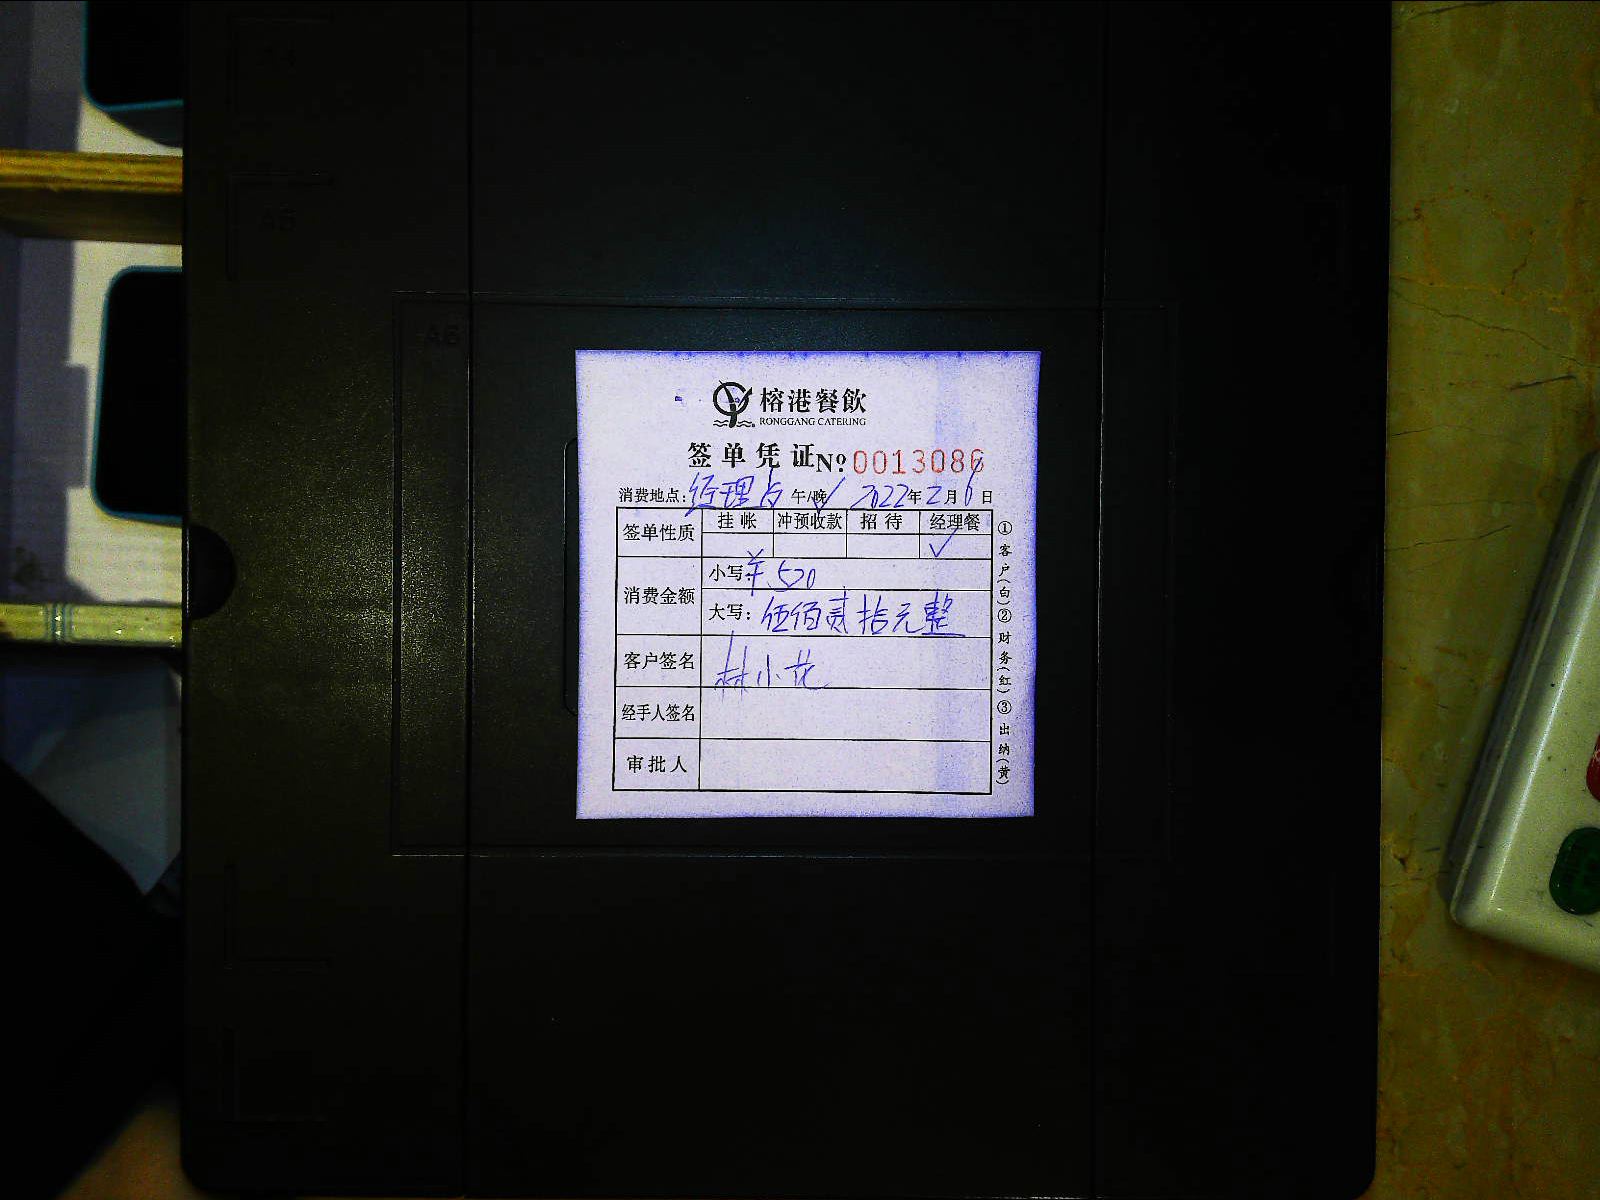 榕港餐飲
RONGGANG CATERING
签单凭证 Nº 0013086
消费地点: 经理占 午/晚 √ 2022年2月6日
签单性质 挂帐 冲预收款 招待 经理餐
√
消费金额 小写: ¥520
大写: 伍佰贰拾元整
客户签名 林小花
经手人签名
审批人
①客户(白)②财务(红)③出纳(黄)
A5